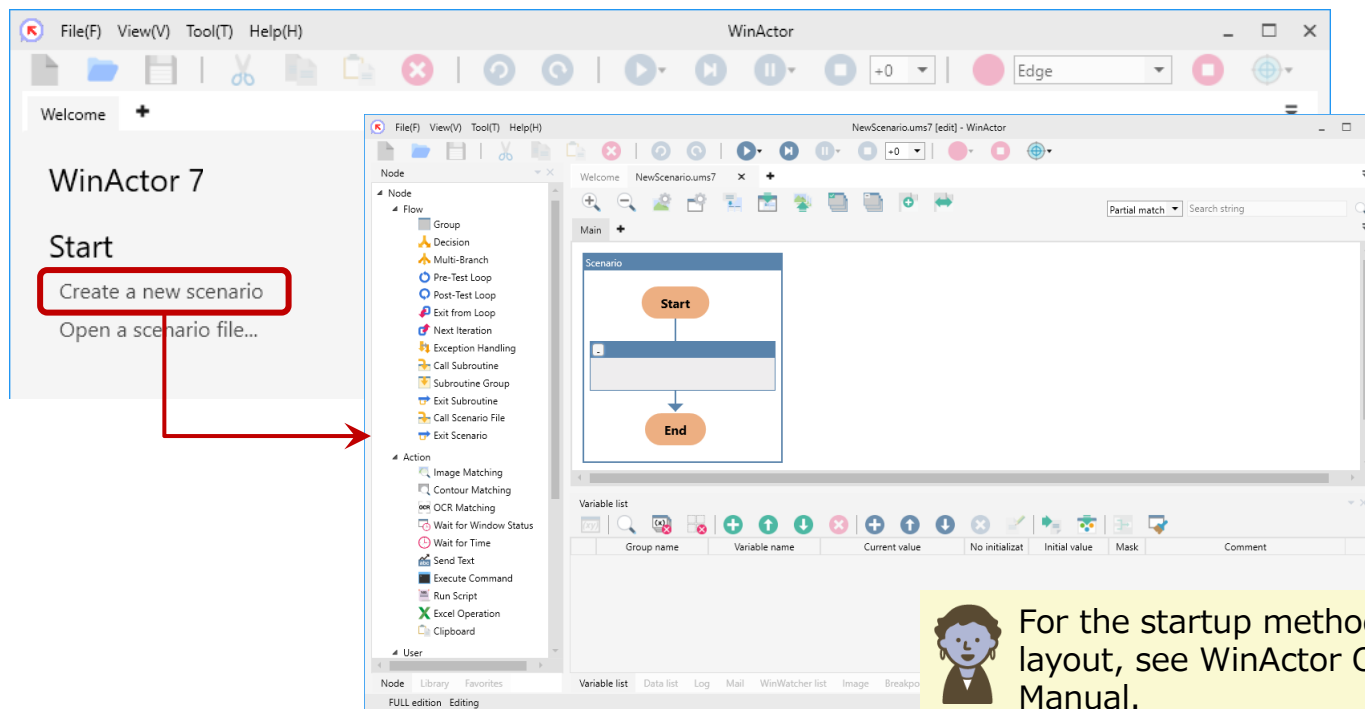 File(F) View(V) Tool(T) Help(H) WinActor
+0 Edge
Welcome
WinActor 7
Start
Create a new scenario
Open a scenario file...
File(F) View(V) Tool(T) Help(H) NewScenario.ums7 [edit] - WinActor
+0
Node
Node
Flow
Group
Decision
Multi-Branch
Pre-Test Loop
Post-Test Loop
Exit from Loop
Next Iteration
Exception Handling
Call Subroutine
Subroutine Group
Exit Subroutine
Call Scenario File
Exit Scenario
Action
Image Matching
Contour Matching
OCR OCR Matching
Wait for Window Status
Wait for Time
Send Text
Execute Command
Run Script
Excel Operation
Clipboard
User
Node Library Favorites
FULL edition Editing
Welcome NewScenario.ums7
Partial match Search string
Main
Scenario
Start
End
Variable list
Group name Variable name Current value No initializat Initial value Mask Comment
Variable list Data list Log Mail WinWatcher list Image Breakpo
For the startup method
layout, see WinActor
Manual.